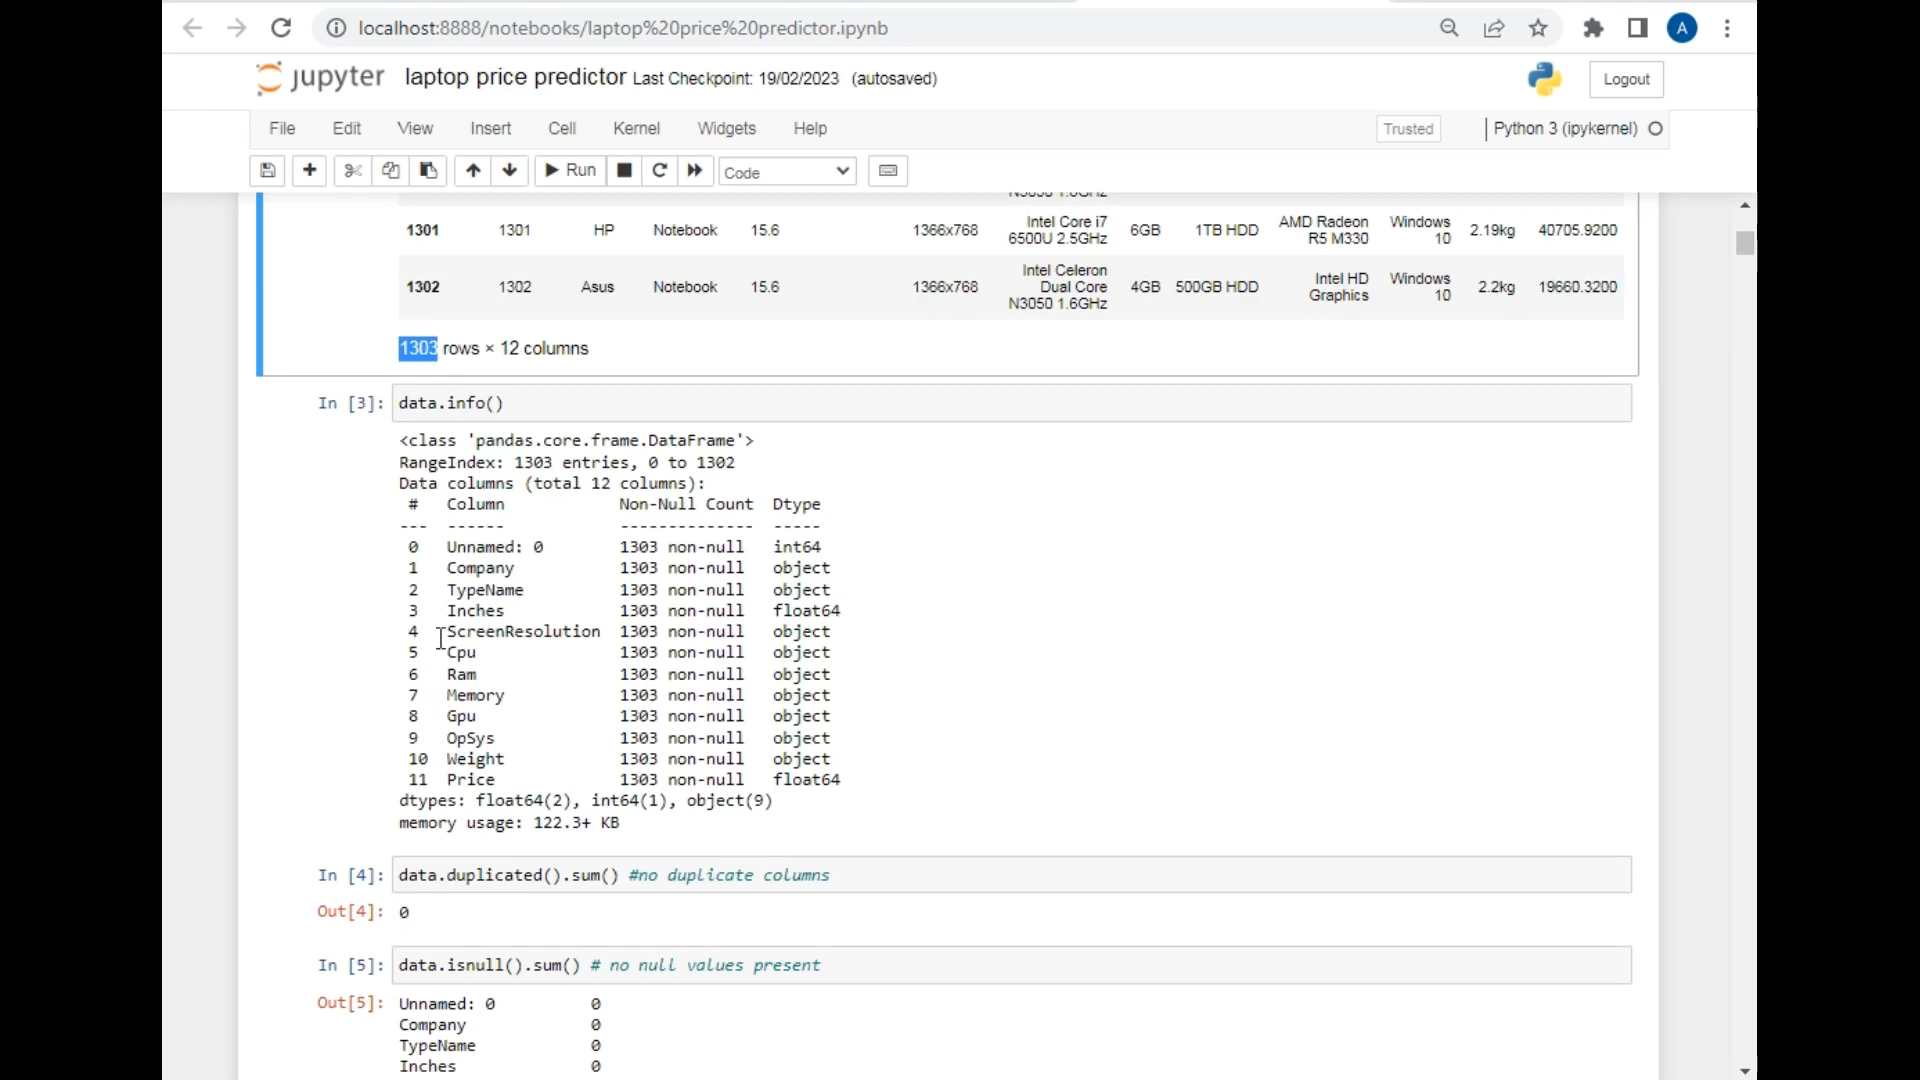 localhost:8888/notebooks/laptop%20price%20predictor.ipynb
A
jupyter laptop price predictor Last Checkpoint: 19/02/2023 (autosaved)
Logout
File Edit View Insert Cell Kernel Widgets Help
Trusted
Python 3 (ipykernel)
Run
Code
N3050 1.6GHz
1301 1301 HP Notebook 15.6 1366x768 Intel Core i7 6500U 2.5GHz 6GB 1TB HDD AMD Radeon R5 M330 Windows 10 2.19kg 40705.9200
1302 1302 Asus Notebook 15.6 1366x768 Intel Celeron Dual Core N3050 1.6GHz 4GB 500GB HDD Intel HD Graphics Windows 10 2.2kg 19660.3200
1303 rows × 12 columns
In [3]: data.info()
<class 'pandas.core.frame.DataFrame'>
RangeIndex: 1303 entries, 0 to 1302
Data columns (total 12 columns):
# Column Non-Null Count Dtype
--- ------ -------------- -----
0 Unnamed: 0 1303 non-null int64
1 Company 1303 non-null object
2 TypeName 1303 non-null object
3 Inches 1303 non-null float64
4 ScreenResolution 1303 non-null object
5 Cpu 1303 non-null object
6 Ram 1303 non-null object
7 Memory 1303 non-null object
8 Gpu 1303 non-null object
9 OpSys 1303 non-null object
10 Weight 1303 non-null object
11 Price 1303 non-null float64
dtypes: float64(2), int64(1), object(9)
memory usage: 122.3+ KB
In [4]: data.duplicated().sum() #no duplicate columns
Out[4]: 0
In [5]: data.isnull().sum() # no null values present
Out[5]: Unnamed: 0 0
Company 0
TypeName 0
Inches 0